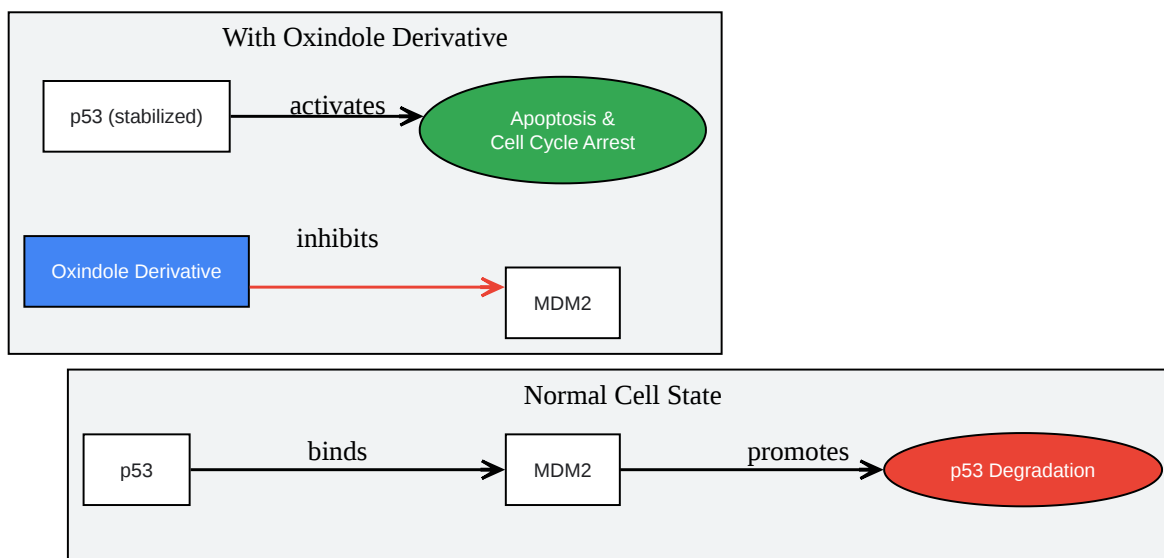 With Oxindole Derivative
p53 (stabilized)
activates
Apoptosis &
Cell Cycle Arrest
Oxindole Derivative
inhibits
MDM2
Normal Cell State
p53
binds
MDM2
promotes
p53 Degradation